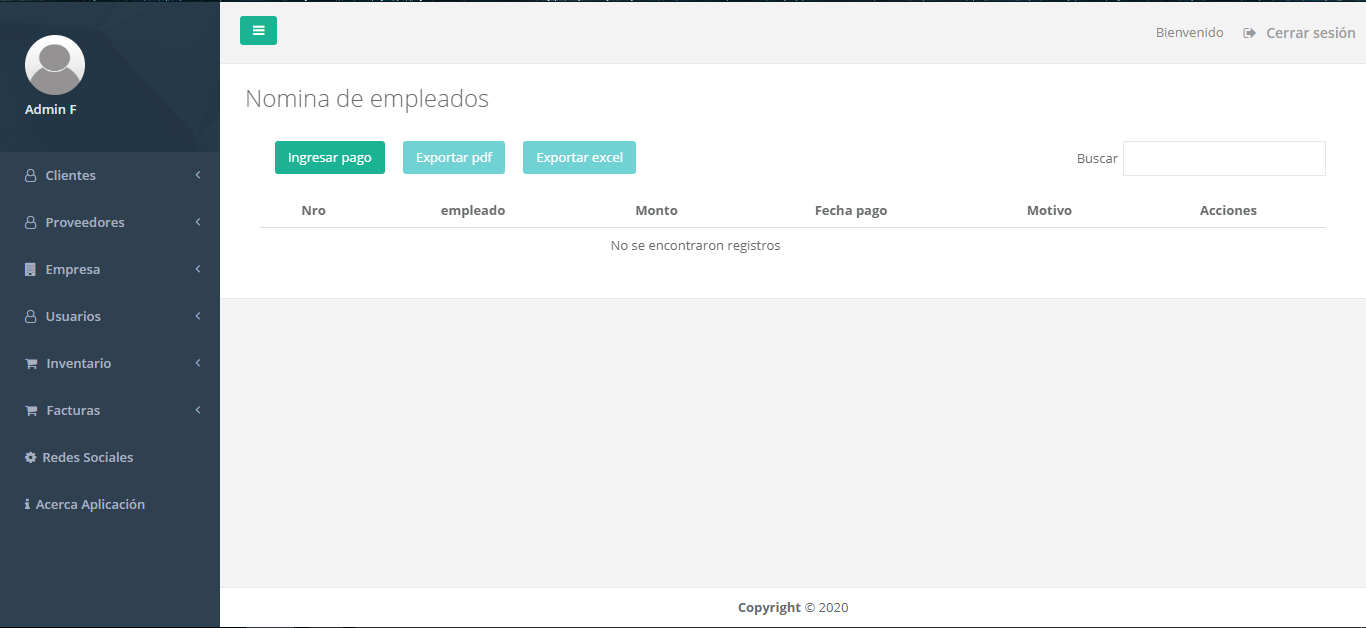 Admin F
Clientes
Proveedores
Empresa
Usuarios
Inventario
Facturas
Redes Sociales
Acerca Aplicación
Bienvenido Cerrar sesión
Nomina de empleados
Ingresar pago Exportar pdf Exportar excel Buscar
Nro empleado Monto Fecha pago Motivo Acciones
No se encontraron registros
Copyright © 2020